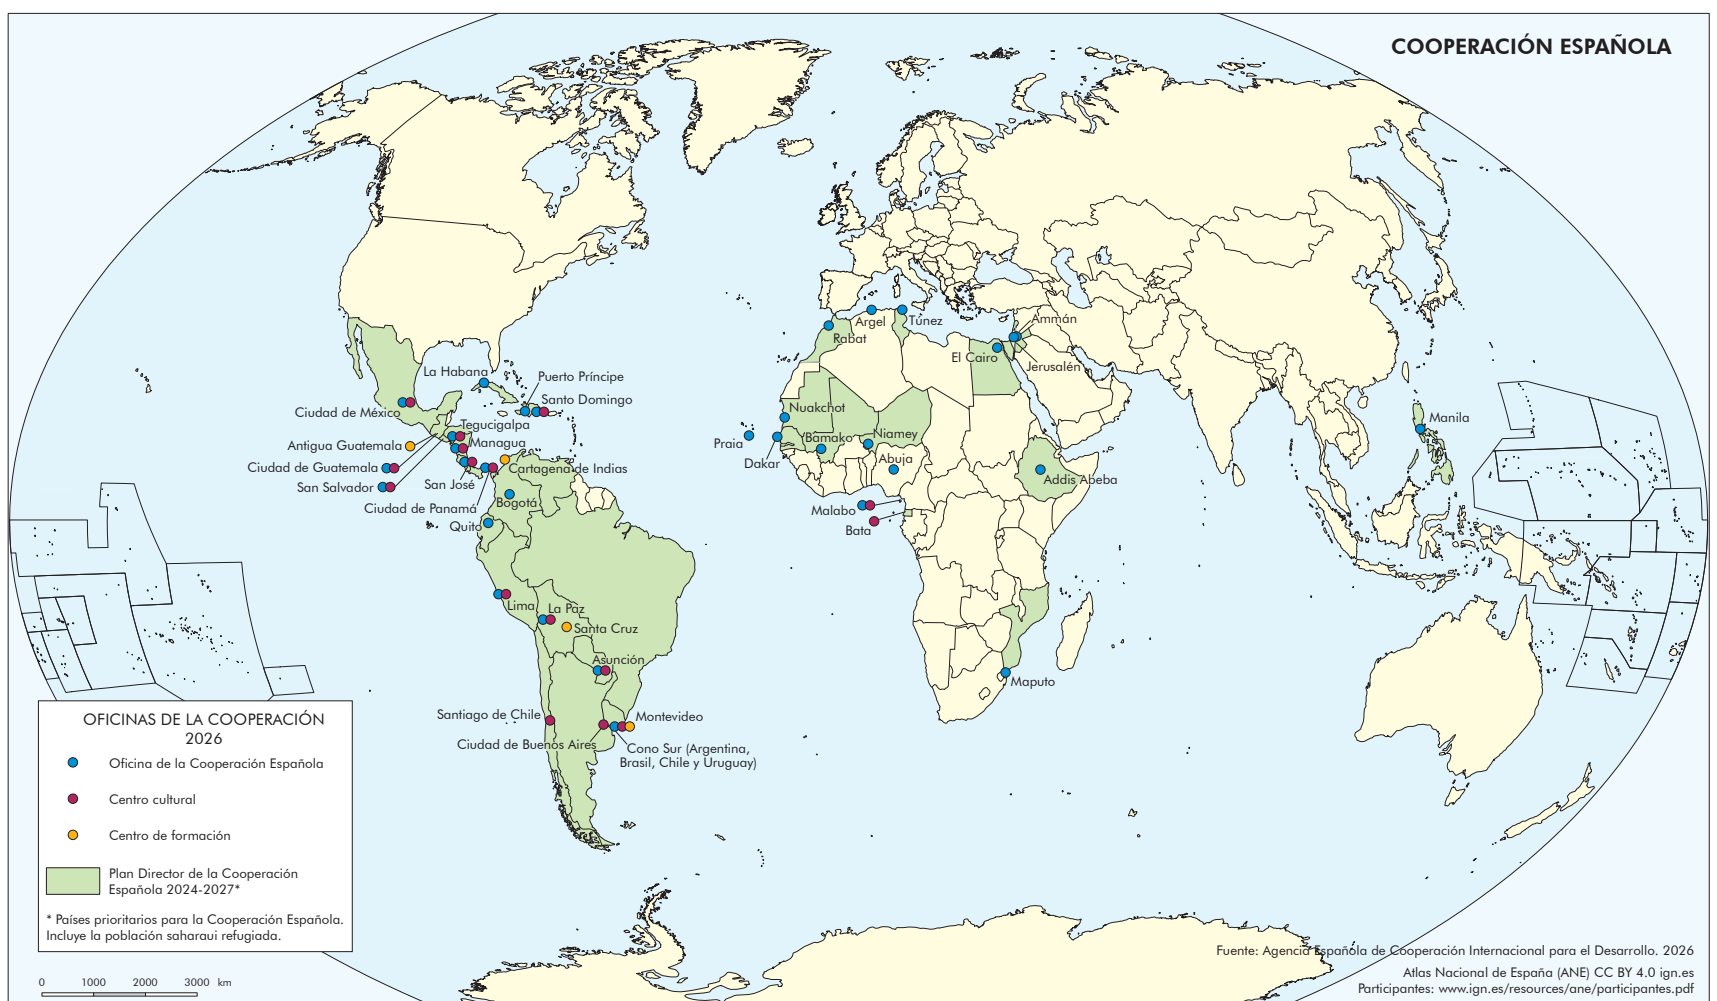 COOPERACIÓN ESPAÑOLA
La Habana
Puerto Príncipe
Santo Domingo
Ciudad de México
Tegucigalpa
Antigua Guatemala
Managua
Ciudad de Guatemala
Cartagena de Indias
San Salvador
San José
Ciudad de Panamá
Bogotá
Quito
Lima
La Paz
Santa Cruz
Asunción
Santiago de Chile
Montevideo
Ciudad de Buenos Aires
Cono Sur (Argentina,
Brasil, Chile y Uruguay)
Argel
Túnez
Rabat
Ammán
El Cairo
Jerusalén
Nuakchot
Praia
Dakar
Bamako
Niamey
Abuja
Addis Abeba
Malabo
Bata
Maputo
Manila
OFICINAS DE LA COOPERACIÓN
2026
Oficina de la Cooperación Española
Centro cultural
Centro de formación
Plan Director de la Cooperación
Española 2024-2027*
* Países prioritarios para la Cooperación Española.
Incluye la población saharaui refugiada.
0 1000 2000 3000 km
Fuente: Agencia Española de Cooperación Internacional para el Desarrollo. 2026
Atlas Nacional de España (ANE) CC BY 4.0 ign.es
Participantes: www.ign.es/resources/ane/participantes.pdf